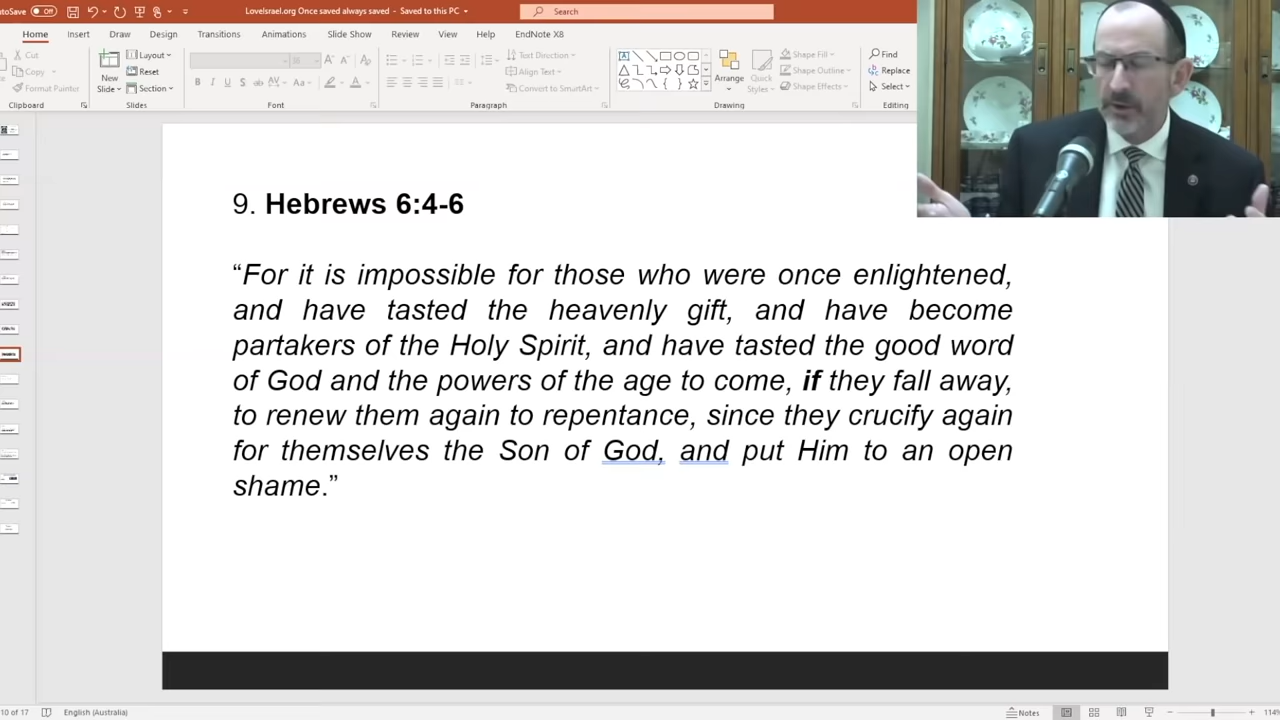 AutoSave Off
LoveIsrael.org Once saved always saved - Saved to this PC
Search
Home Insert Draw Design Transitions Animations Slide Show Review View Help EndNote X8
Cut
Copy
Format Painter
Clipboard
New
Slide
Layout
Reset
Section
Slides
Font
Paragraph
Text Direction
Align Text
Convert to SmartArt
Arrange
Quick
Styles
Shape Fill
Shape Outline
Shape Effects
Drawing
Find
Replace
Select
Editing
9. Hebrews 6:4-6
“For it is impossible for those who were once enlightened,
and have tasted the heavenly gift, and have become
partakers of the Holy Spirit, and have tasted the good word
of God and the powers of the age to come, if they fall away,
to renew them again to repentance, since they crucify again
for themselves the Son of God, and put Him to an open
shame.”
10 of 17 English (Australia) Notes 114%